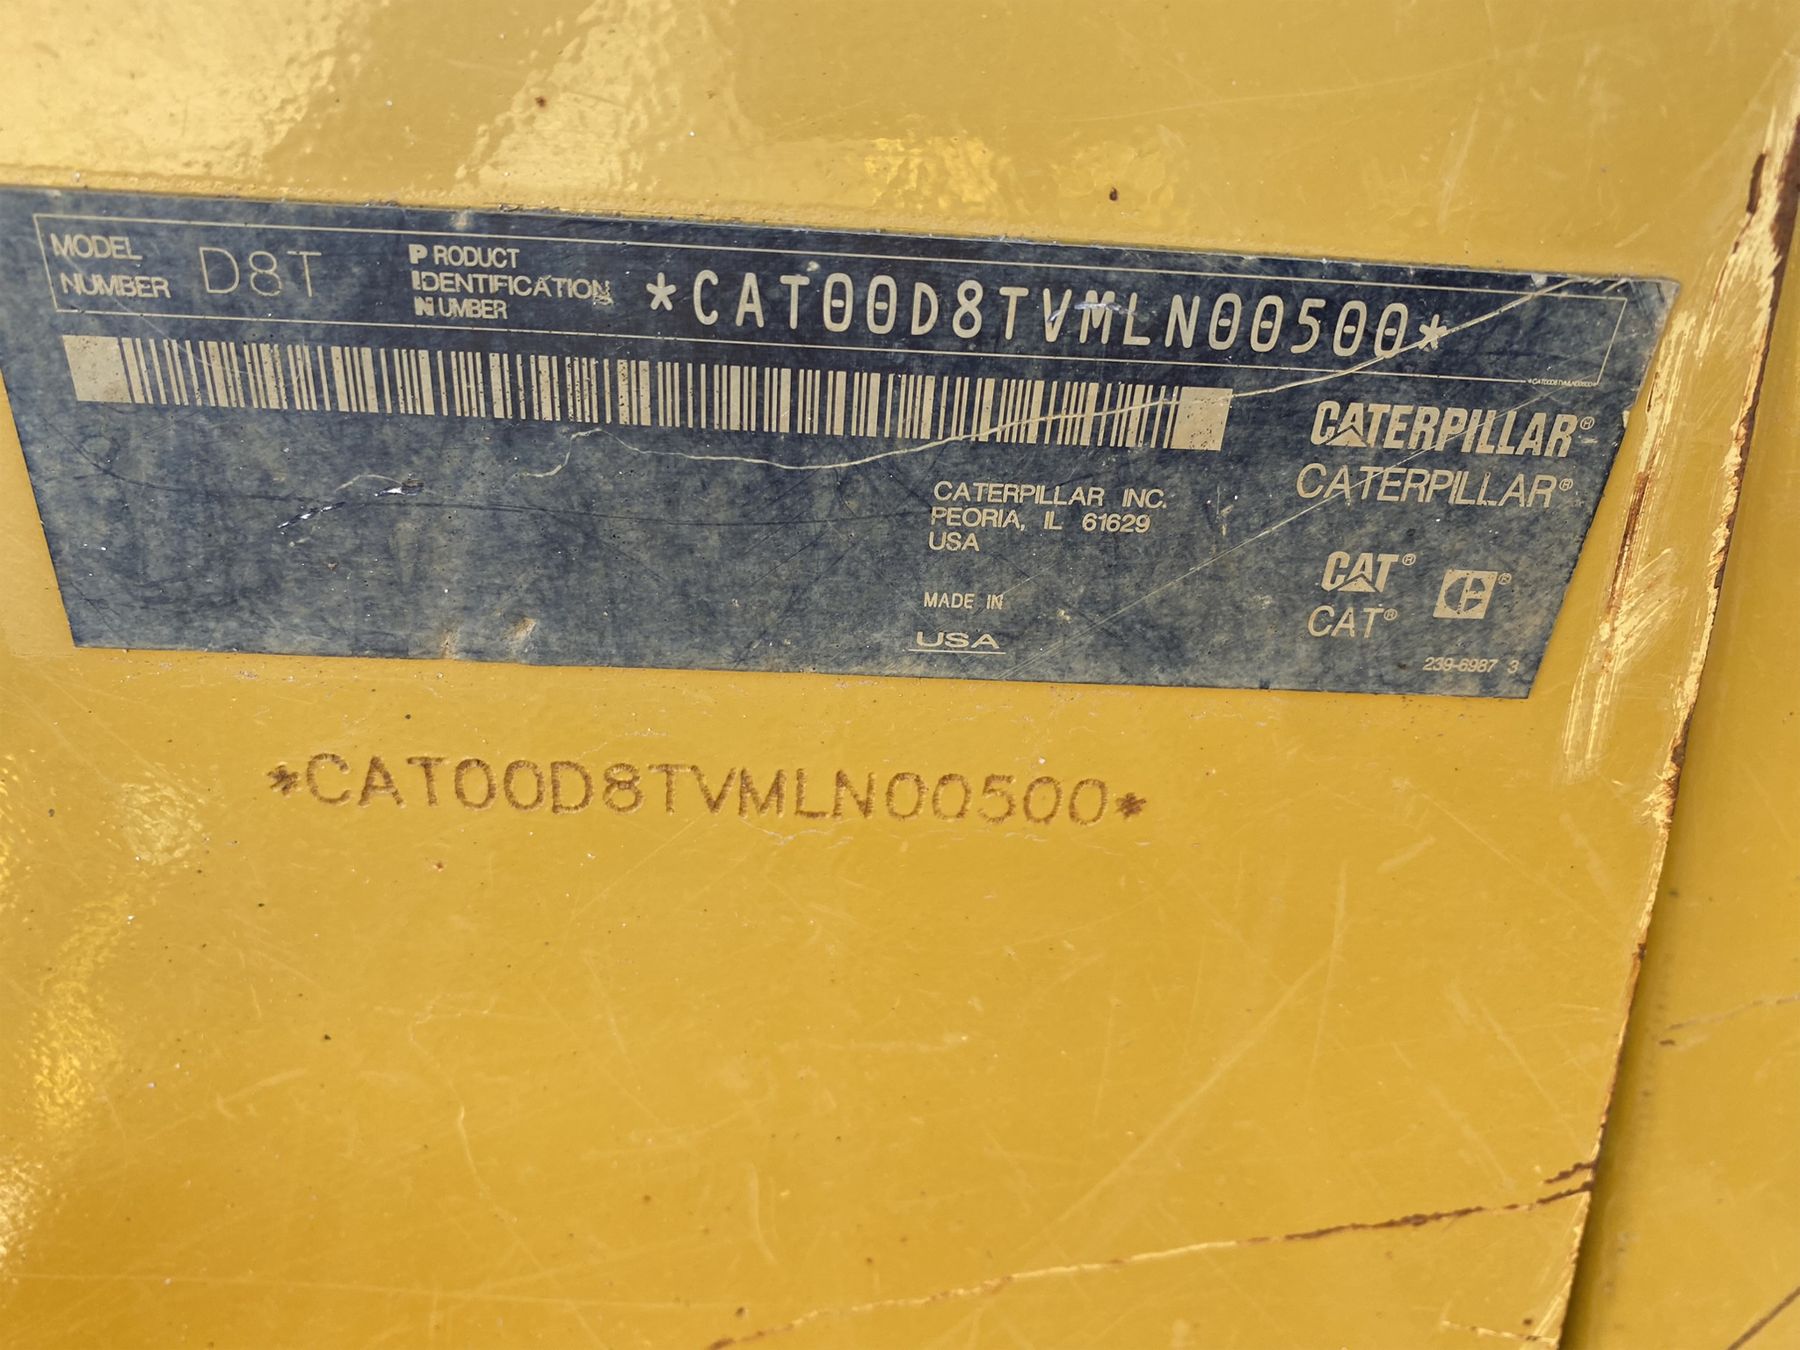 MODEL NUMBER D8T
PRODUCT IDENTIFICATION NUMBER *CAT00D8TVMLN00500*
*CAT00D8TVMLN00500*
CATERPILLAR®
CATERPILLAR®
CATERPILLAR INC.
PEORIA, IL 61629
USA
CAT®
CAT®
®
MADE IN
USA
239-6987 3
*CAT00D8TVMLN00500*